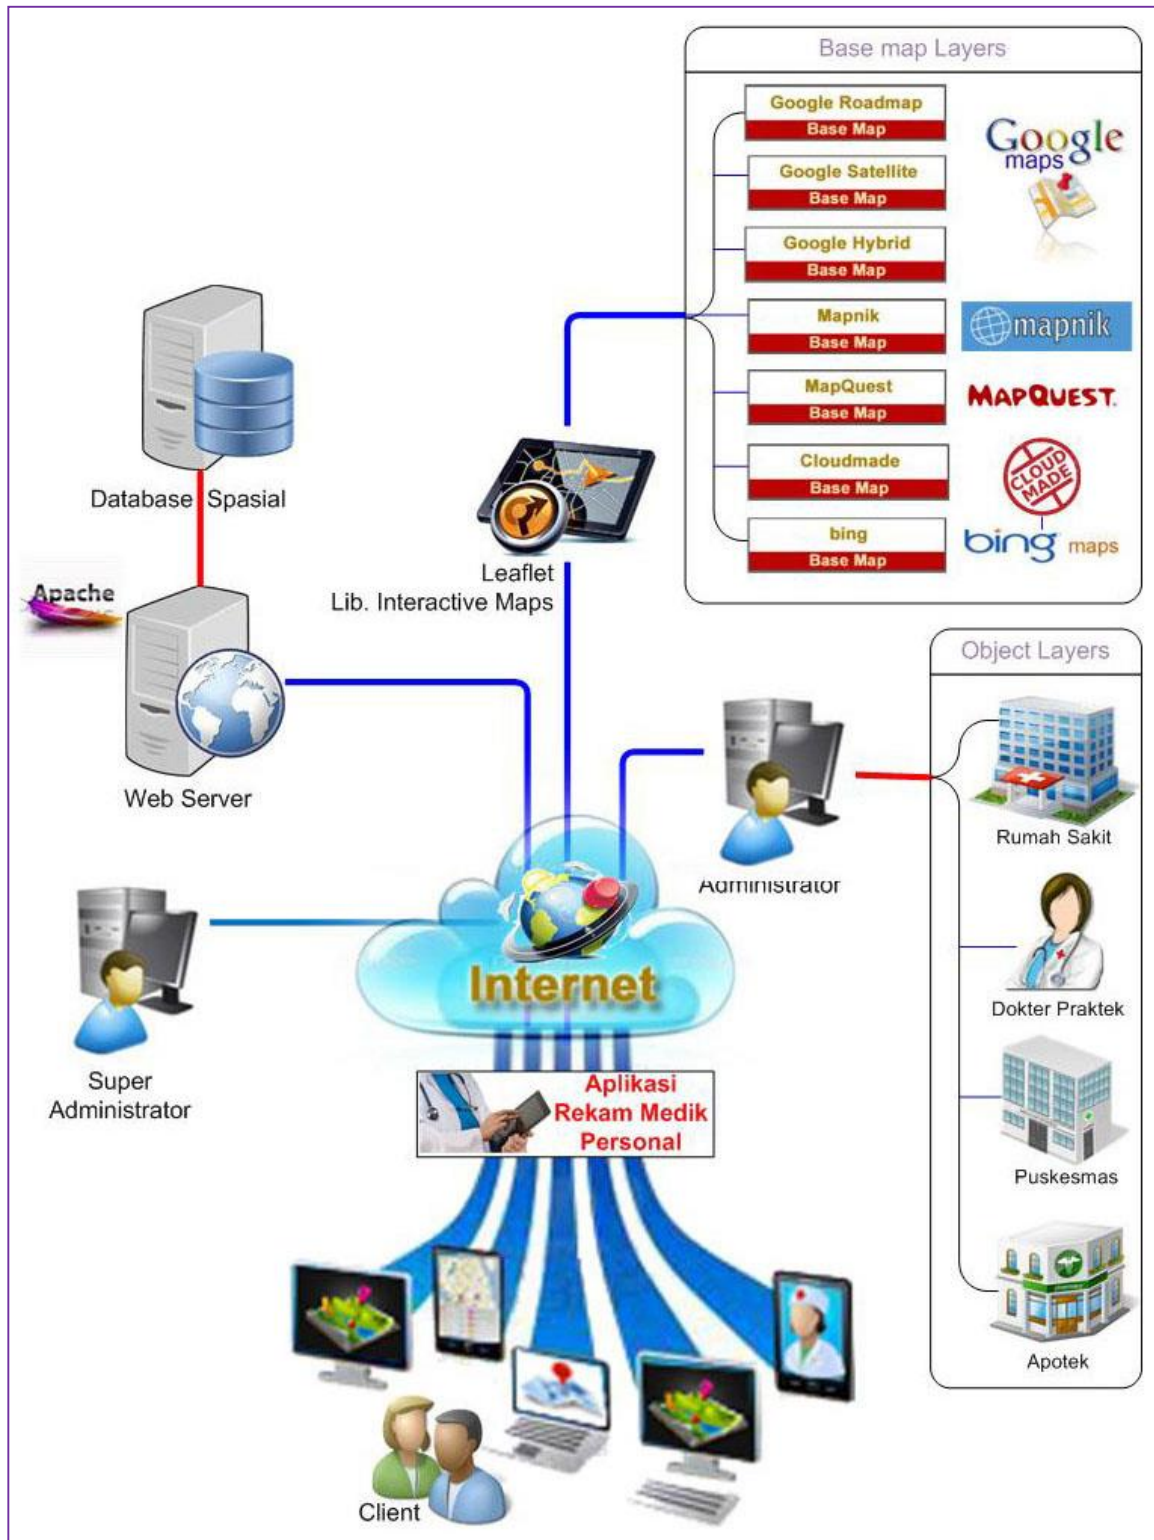 Base map Layers
Google Roadmap
Base Map
Google Satellite
Base Map
Google Hybrid
Base Map
Mapnik
Base Map
MapQuest
Base Map
Cloudmade
Base Map
bing
Base Map
Google
maps
mapnik
MAPQUEST.
CLOUD
MADE
bing maps
Database Spasial
Apache
Web Server
Leaflet
Lib. Interactive Maps
Object Layers
Rumah Sakit
Dokter Praktek
Puskesmas
Apotek
Administrator
Super
Administrator
Internet
Aplikasi
Rekam Medik
Personal
Client